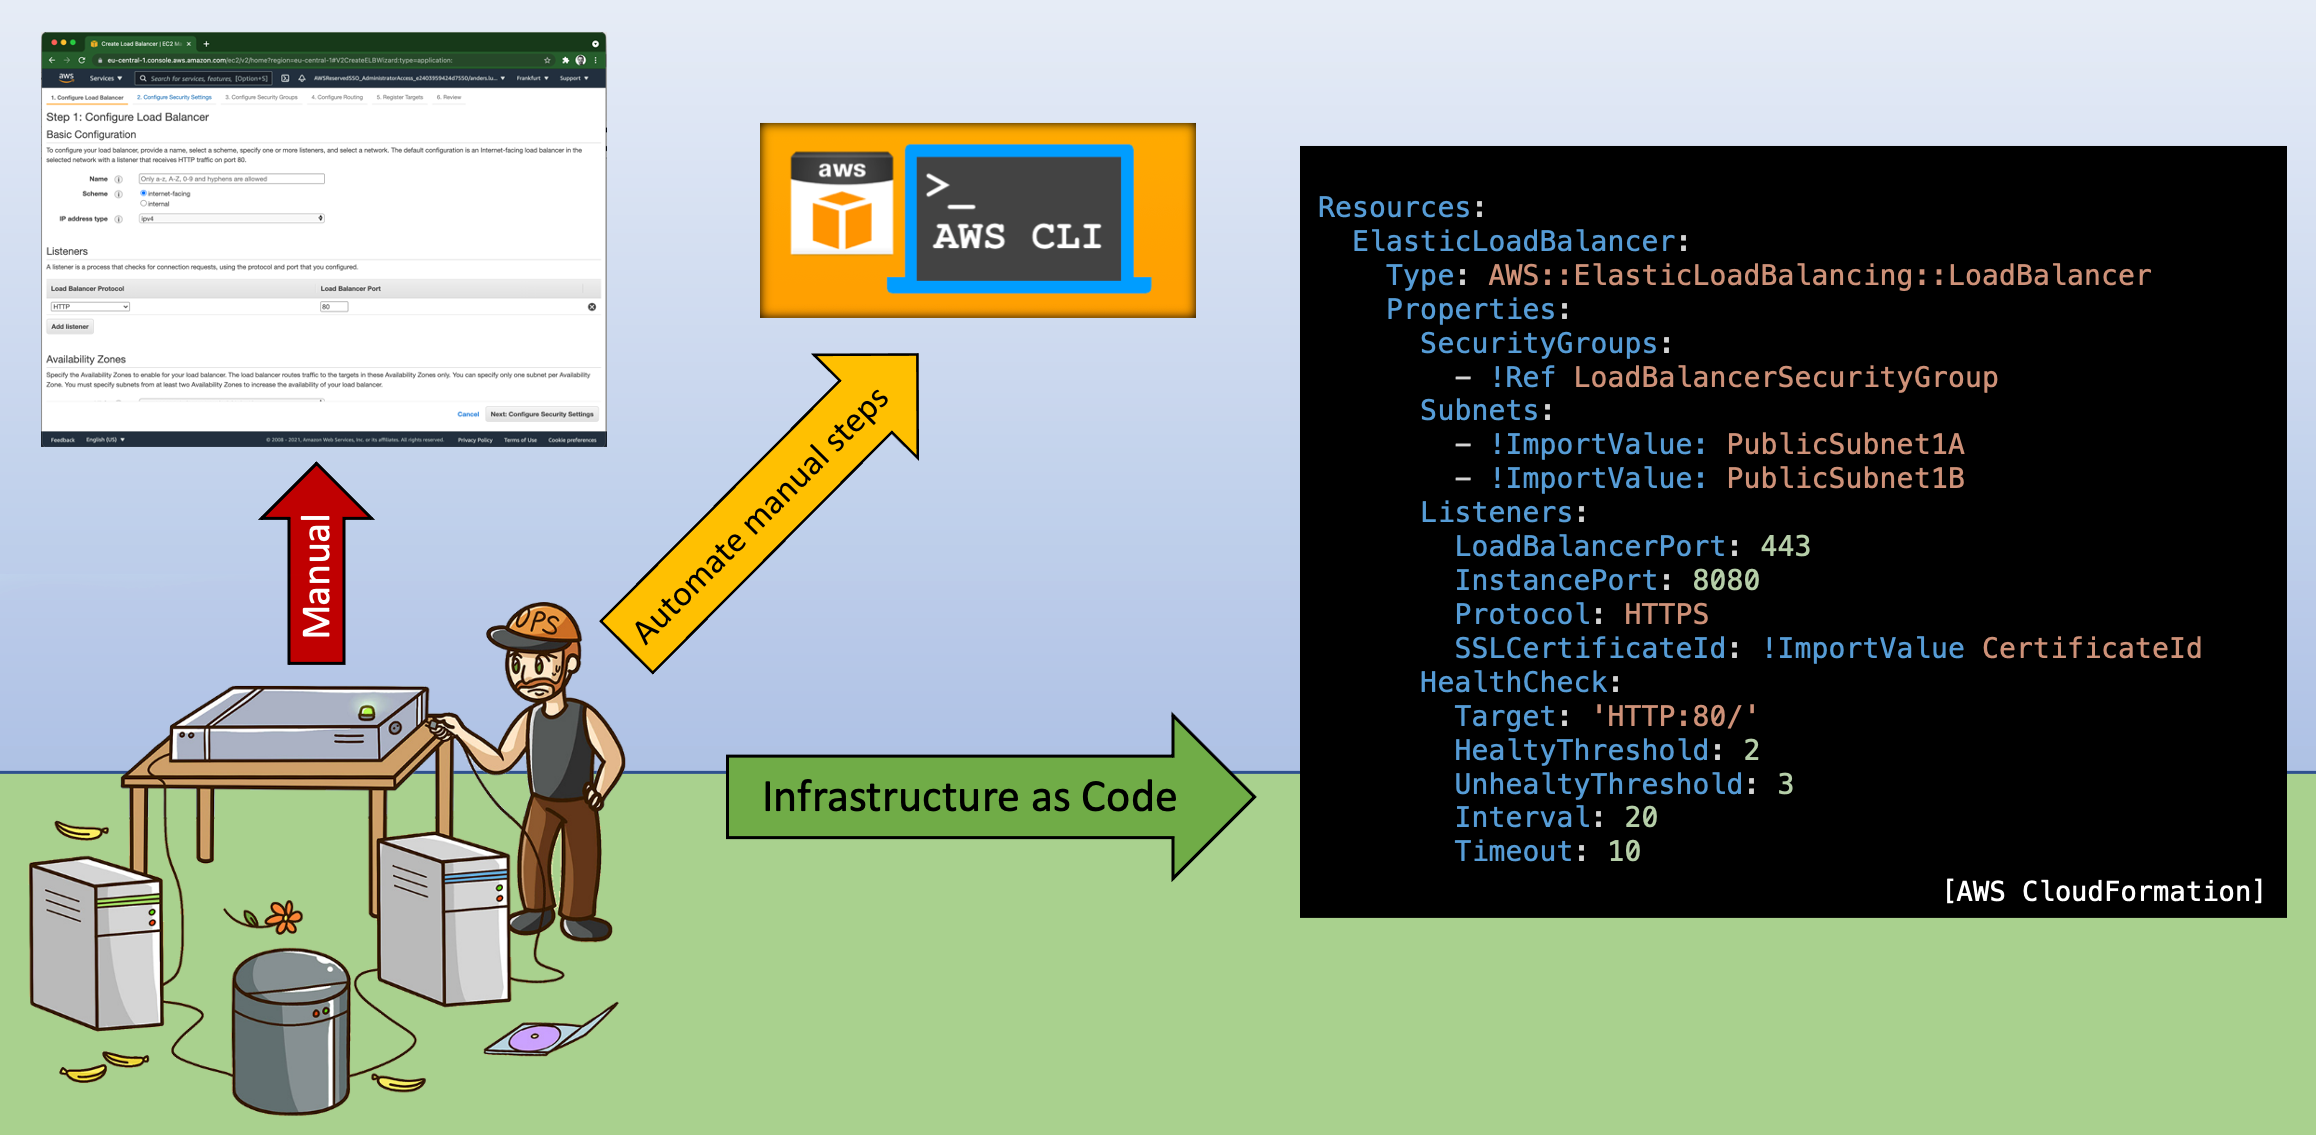 Create Load Balancer | EC2 M
eu-central-1.console.aws.amazon.com/ec2/v2/home?region=eu-central-1#V2CreateELBWizard:type=application:
aws Services Search for services, features, [Option+S] AWSReservedSSO_AdministratorAccess_e2403959424d7550/anders.lu... Frankfurt Support
1. Configure Load Balancer 2. Configure Security Settings 3. Configure Security Groups 4. Configure Routing 5. Register Targets 6. Review
Step 1: Configure Load Balancer
Basic Configuration
To configure your load balancer, provide a name, select a scheme, specify one or more listeners, and select a network. The default configuration is an Internet-facing load balancer in the
selected network with a listener that receives HTTP traffic on port 80.
Name i Only a-z, A-Z, 0-9 and hyphens are allowed
Scheme i internet-facing
internal
IP address type i ipv4
Listeners
A listener is a process that checks for connection requests, using the protocol and port that you configured.
Load Balancer Protocol Load Balancer Port
HTTP 80
Add listener
Availability Zones
Specify the Availability Zones to enable for your load balancer. The load balancer routes traffic to the targets in these Availability Zones only. You can specify only one subnet per Availability
Zone. You must specify subnets from at least two Availability Zones to increase the availability of your load balancer.
Cancel Next: Configure Security Settings
Feedback English (US) © 2008 - 2021, Amazon Web Services, Inc. or its affiliates. All rights reserved. Privacy Policy Terms of Use Cookie preferences
Manual
OPS
Automate manual steps
aws
>_
AWS CLI
Infrastructure as Code
Resources:
ElasticLoadBalancer:
Type: AWS::ElasticLoadBalancing::LoadBalancer
Properties:
SecurityGroups:
- !Ref LoadBalancerSecurityGroup
Subnets:
- !ImportValue: PublicSubnet1A
- !ImportValue: PublicSubnet1B
Listeners:
LoadBalancerPort: 443
InstancePort: 8080
Protocol: HTTPS
SSLCertificateId: !ImportValue CertificateId
HealthCheck:
Target: 'HTTP:80/'
HealtyThreshold: 2
UnhealtyThreshold: 3
Interval: 20
Timeout: 10
[AWS CloudFormation]